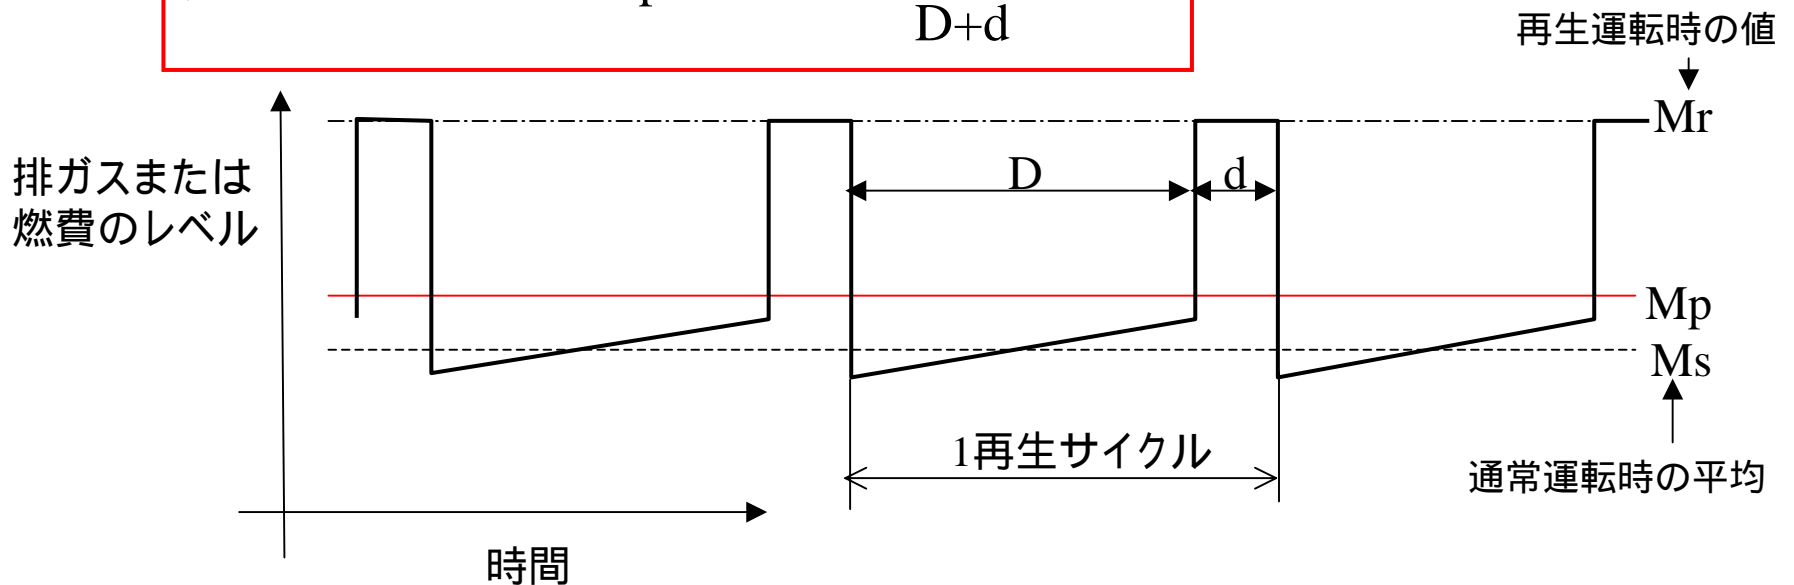 D+d
再生運転時の値
Mr
排ガスまたは
燃費のレベル
D
d
Mp
Ms
1再生サイクル
通常運転時の平均
時間